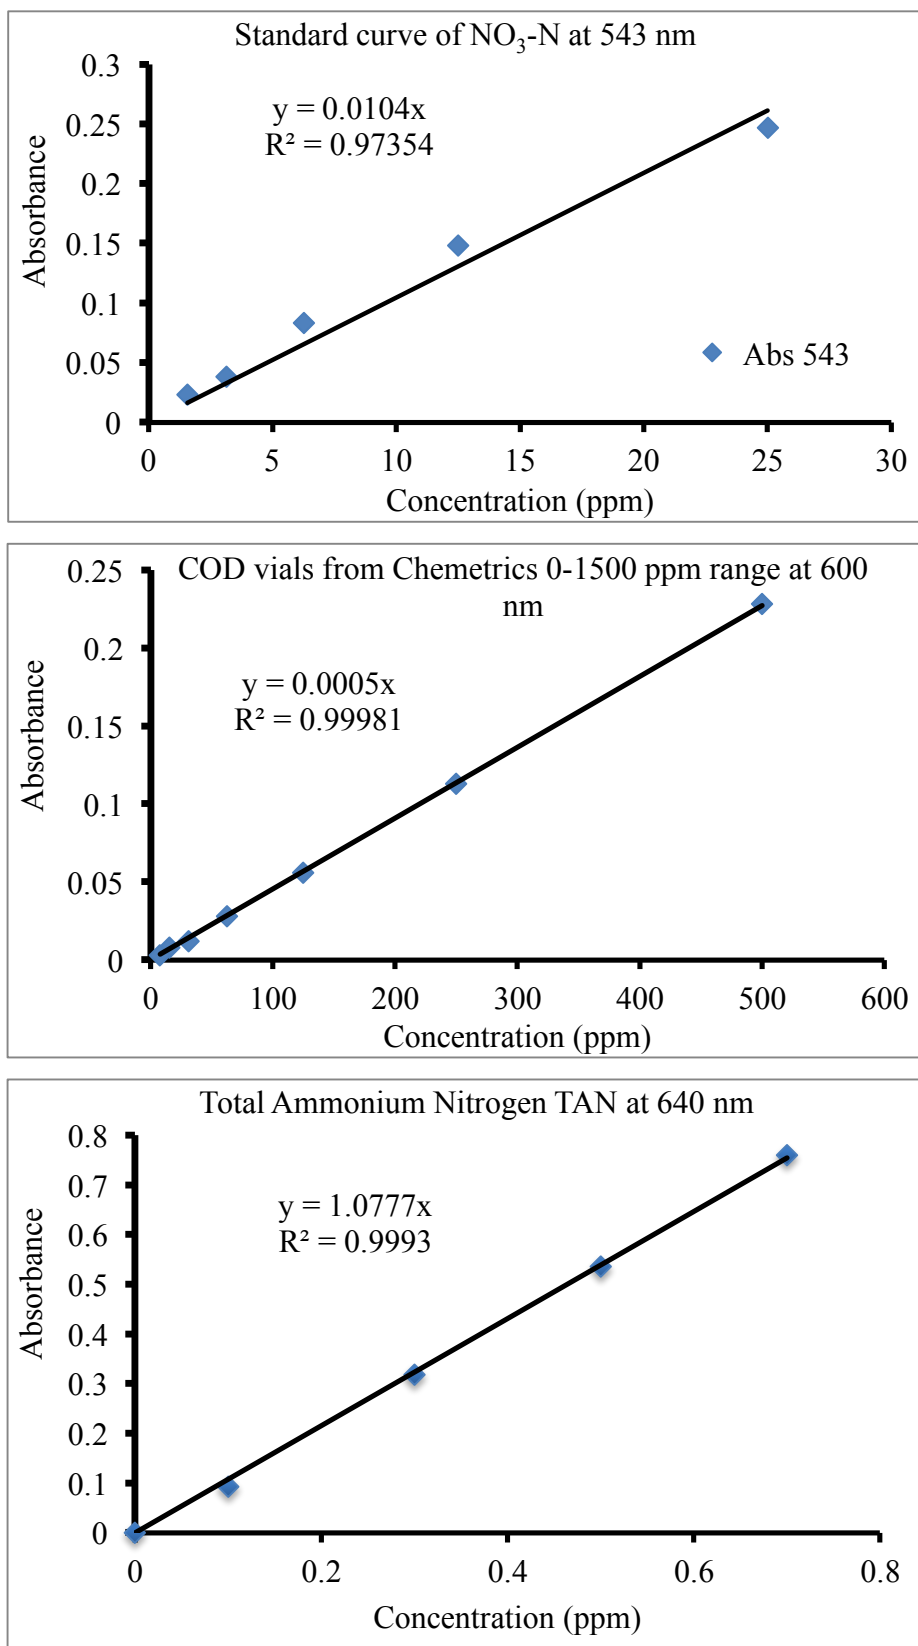 Standard curve of NO₃-N at 543 nm
0.3
y = 0.0104x
R² = 0.97354
0.25
0.2
Absorbance
0.15
0.1
0.05
Abs 543
0
0 5 10 15 20 25 30
Concentration (ppm)
COD vials from Chemetrics 0-1500 ppm range at 600
nm
0.25
0.2
y = 0.0005x
R² = 0.99981
Absorbance
0.15
0.1
0.05
0
0 100 200 300 400 500 600
Concentration (ppm)
Total Ammonium Nitrogen TAN at 640 nm
0.8
0.7
y = 1.0777x
R² = 0.9993
0.6
0.5
Absorbance
0.4
0.3
0.2
0.1
0
0 0.2 0.4 0.6 0.8
Concentration (ppm)